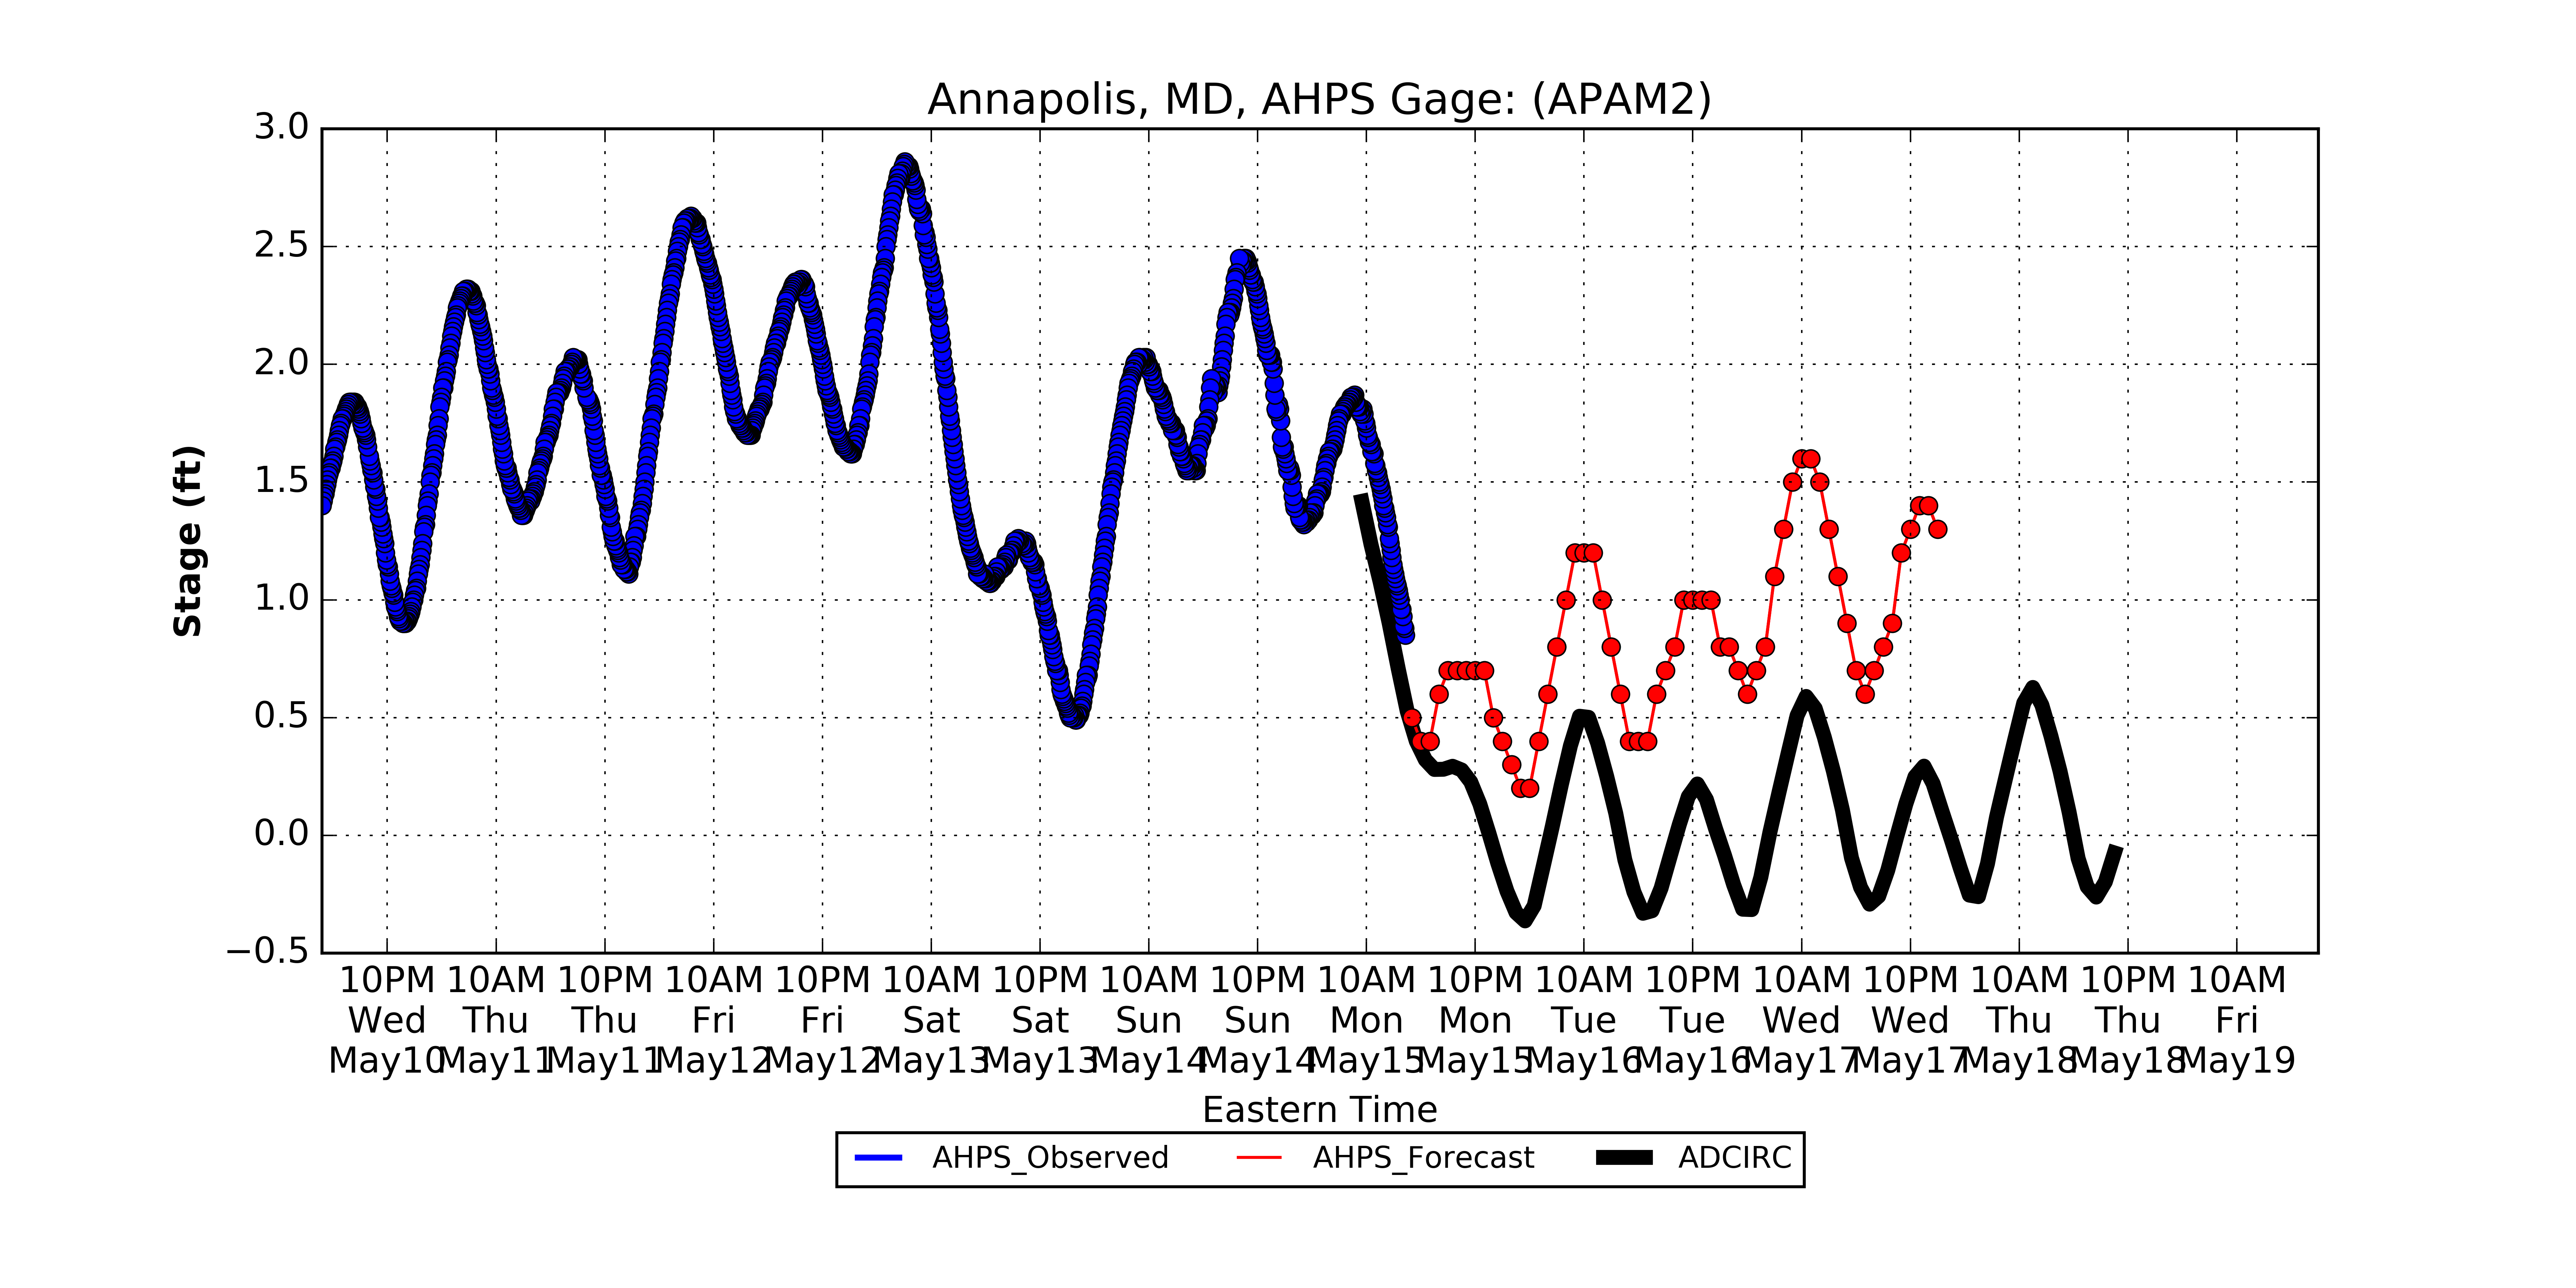 Annapolis, MD, AHPS Gage: (APAM2)
3.0
2.5
2.0
1.5
1.0
0.5
0.0
−0.5
Stage (ft)
10PM 10AM 10PM 10AM 10PM 10AM 10PM 10AM 10PM 10AM 10PM 10AM 10PM 10AM 10PM 10AM 10PM 10AM
Wed Thu Thu Fri Fri Sat Sat Sun Sun Mon Mon Tue Tue Wed Wed Thu Thu Fri
May10 May11 May11 May12 May12 May13 May13 May14 May14 May15 May15 May16 May16 May17 May17 May18 May18 May19
Eastern Time
AHPS_Observed AHPS_Forecast ADCIRC